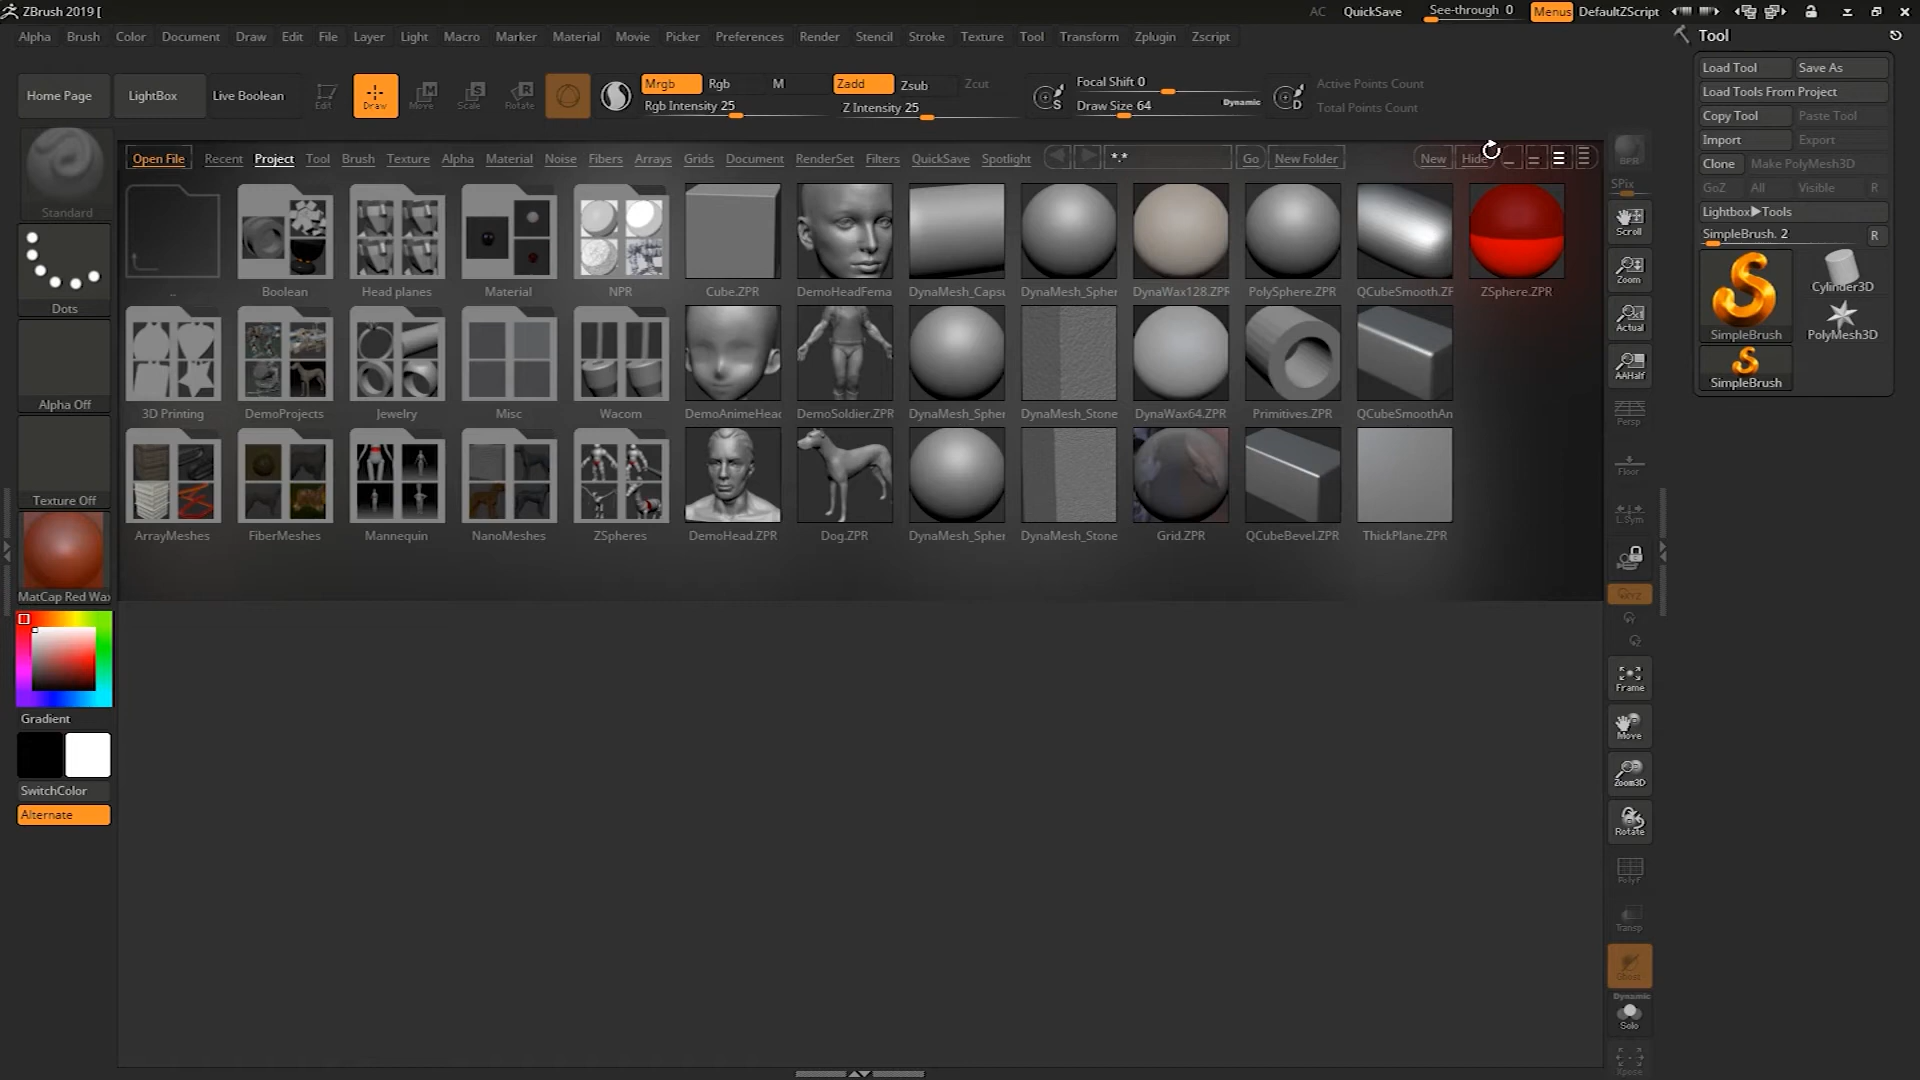 ZBrush 2019 [
AC QuickSave See-through 0 Menus DefaultZScript
Alpha Brush Color Document Draw Edit File Layer Light Macro Marker Material Movie Picker Preferences Render Stencil Stroke Texture Tool Transform Zplugin Zscript
Tool
Load Tool Save As
Load Tools From Project
Copy Tool Paste Tool
Import Export
Clone Make PolyMesh3D
GoZ All Visible R
Lightbox▶Tools
SimpleBrush. 2 R
SimpleBrush
Cylinder3D
PolyMesh3D
SimpleBrush
Home Page LightBox Live Boolean Edit Draw Move Scale Rotate
Mrgb Rgb M Zadd Zsub Zcut
Rgb Intensity 25 Z Intensity 25
S Focal Shift 0
Draw Size 64 Dynamic
D Active Points Count
Total Points Count
Open File Recent Project Tool Brush Texture Alpha Material Noise Fibers Arrays Grids Document RenderSet Filters QuickSave Spotlight *.* Go New Folder New Hide
.. Boolean Head planes Material NPR Cube.ZPR DemoHeadFema DynaMesh_Capsu DynaMesh_Spher DynaWax128.ZPR PolySphere.ZPR QCubeSmooth.ZF ZSphere.ZPR
3D Printing DemoProjects Jewelry Misc Wacom DemoAnimeHead DemoSoldier.ZPR DynaMesh_Spher DynaMesh_Stone DynaWax64.ZPR Primitives.ZPR QCubeSmoothAn
ArrayMeshes FiberMeshes Mannequin NanoMeshes ZSpheres DemoHead.ZPR Dog.ZPR DynaMesh_Spher DynaMesh_Stone Grid.ZPR QCubeBevel.ZPR ThickPlane.ZPR
Standard
Dots
Alpha Off
Texture Off
MatCap Red Wax
Gradient
SwitchColor
Alternate
BPR
SPix
Scroll
Zoom
Actual
AAHalf
Persp
Floor
L.Sym
XYZ
Frame
Move
Zoom3D
Rotate
PolyF
Transp
Ghost
Dynamic
Solo
Xpose